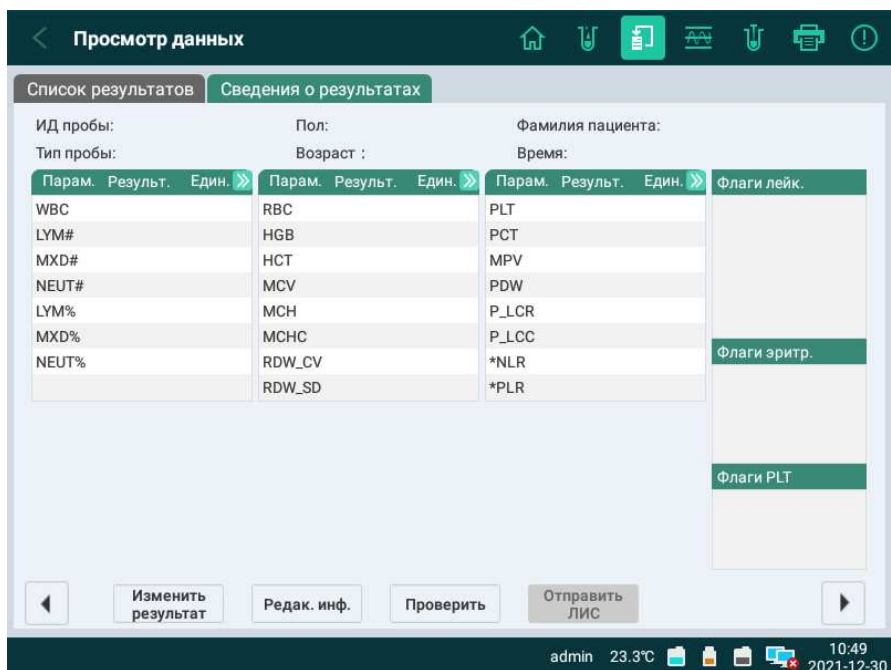 Просмотр данных
Список результатов Сведения о результатах
ИД пробы: Пол: Фамилия пациента:
Тип пробы: Возраст : Время:
Парам. Результ. Един. Парам. Результ. Един. Парам. Результ. Един. Флаги лейк.
WBC RBC PLT
LYM# HGB PCT
MXD# HCT MPV
NEUT# MCV PDW
LYM% MCH P_LCR
MXD% MCHC P_LCC
NEUT% RDW_CV *NLR
Флаги эритр.
RDW_SD *PLR
Флаги PLT
Изменить результат Редак. инф. Проверить Отправить ЛИС
admin 23.3℃ 10:49
2021-12-30